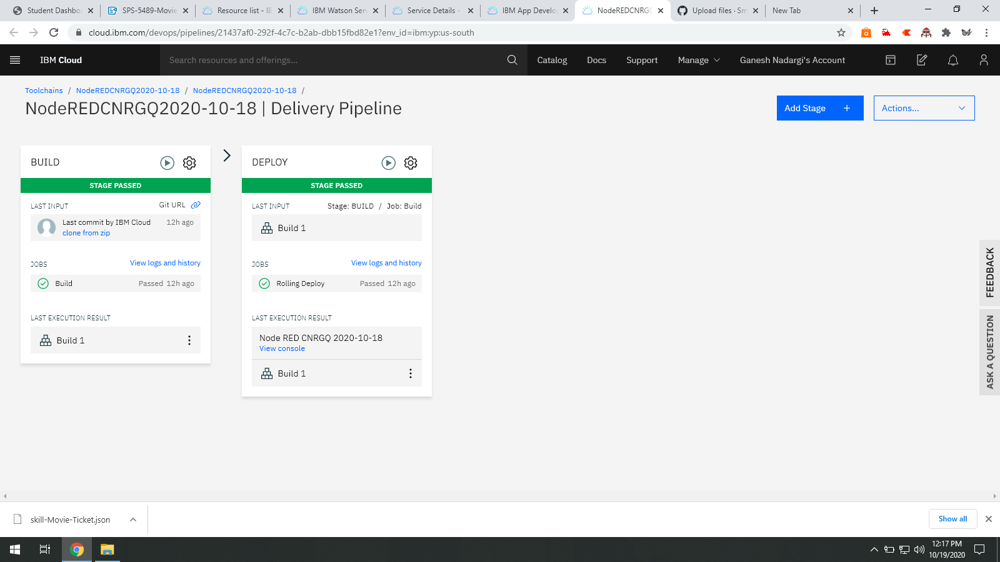 Student Dashbo
SPS-5489-Movie
Resource list - IB
IBM Watson Serv
Service Details -
IBM App Develop
NodeREDCNRGQ
Upload files · Sm
New Tab
cloud.ibm.com/devops/pipelines/21437af0-292f-4c7c-b2ab-dbb15fbd82e1?env_id=ibm:yp:us-south
IBM Cloud
Search resources and offerings...
Catalog
Docs
Support
Manage
Ganesh Nadargi's Account
Toolchains / NodeREDCNRGQ2020-10-18 / NodeREDCNRGQ2020-10-18 /
NodeREDCNRGQ2020-10-18 | Delivery Pipeline
Add Stage +
Actions...
BUILD
STAGE PASSED
LAST INPUT
Git URL
Last commit by IBM Cloud 12h ago
clone from zip
JOBS
View logs and history
Build
Passed 12h ago
LAST EXECUTION RESULT
Build 1
DEPLOY
STAGE PASSED
LAST INPUT
Stage: BUILD / Job: Build
Build 1
JOBS
View logs and history
Rolling Deploy
Passed 12h ago
LAST EXECUTION RESULT
Node RED CNRGQ 2020-10-18
View console
Build 1
FEEDBACK
ASK A QUESTION
skill-Movie-Ticket.json
Show all
12:17 PM
10/19/2020